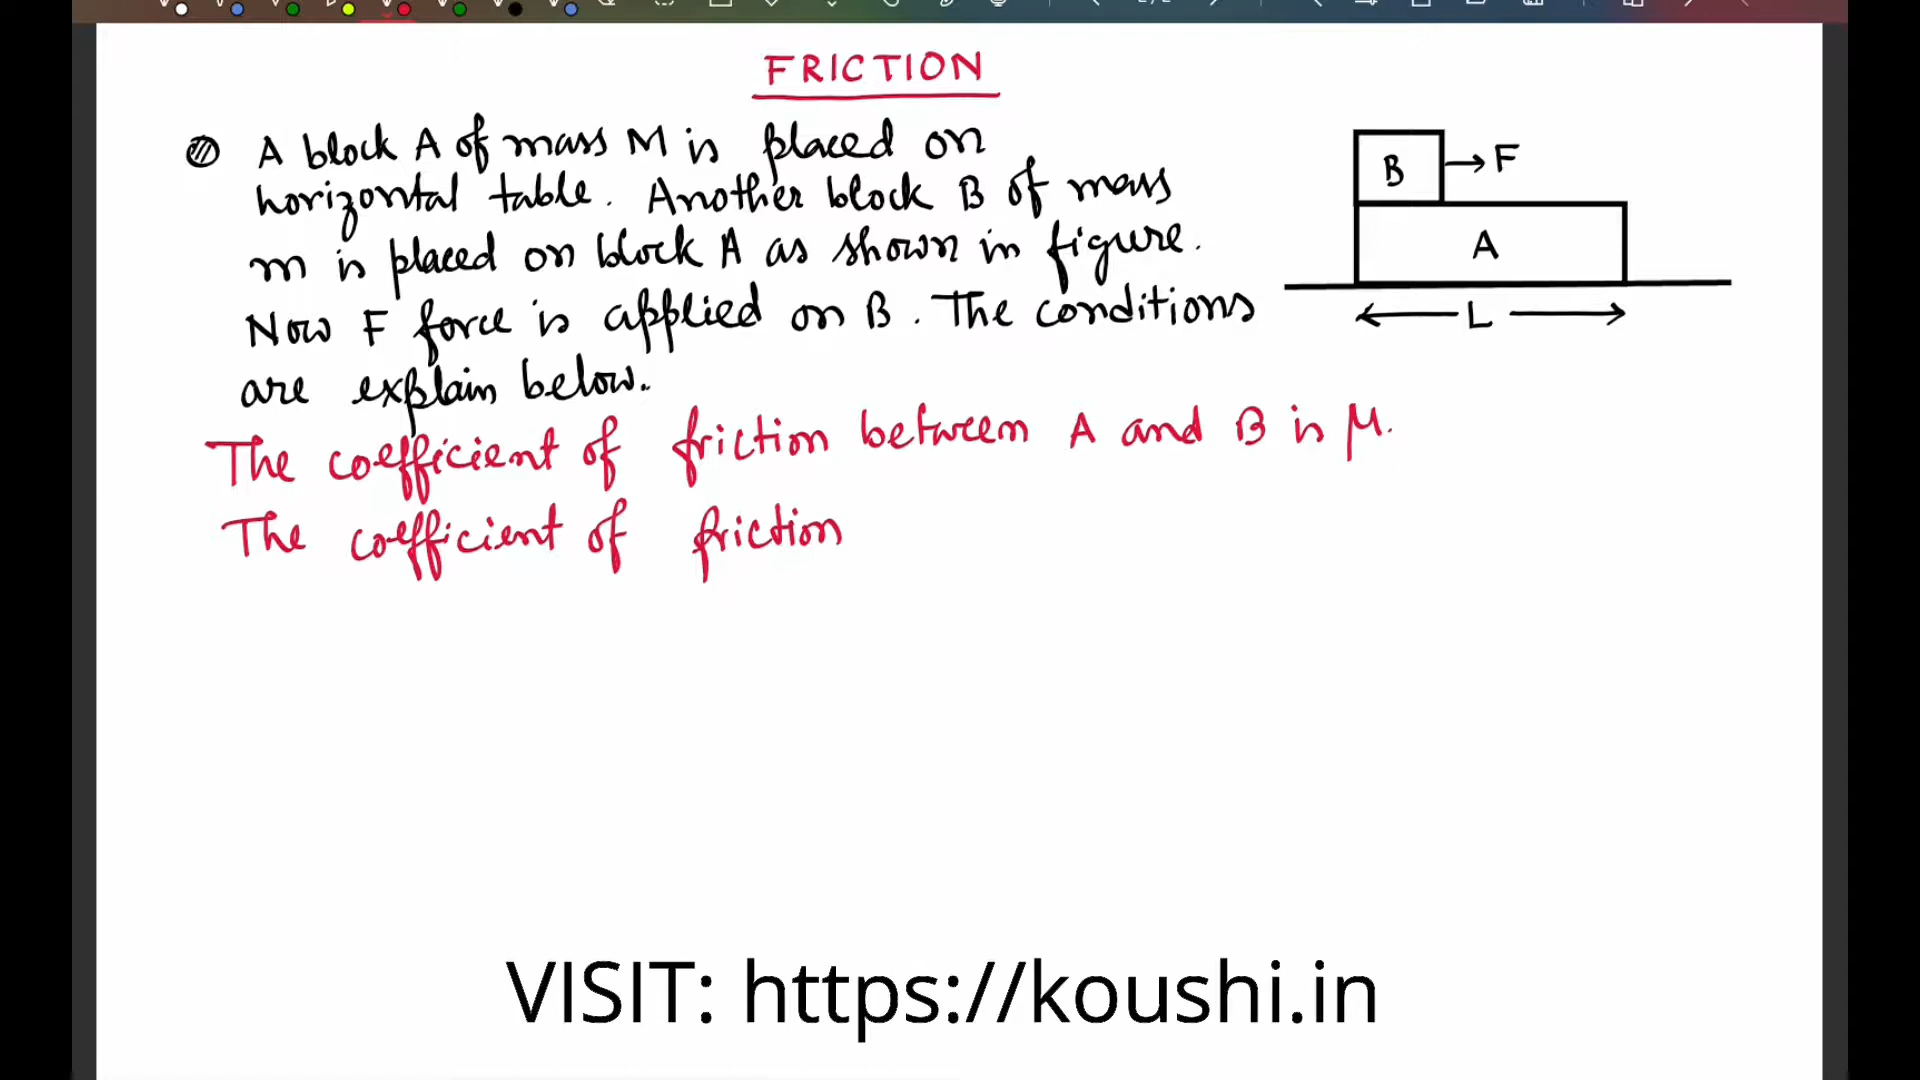 FRICTION
A block A of mass M is placed on
horizontal table. Another block B of mass
m is placed on block A as shown in figure.
Now F force is applied on B. The conditions
are explain below.
B → F
A
L
The coefficient of friction between A and B is μ.
The coefficient of friction
VISIT: https://koushi.in